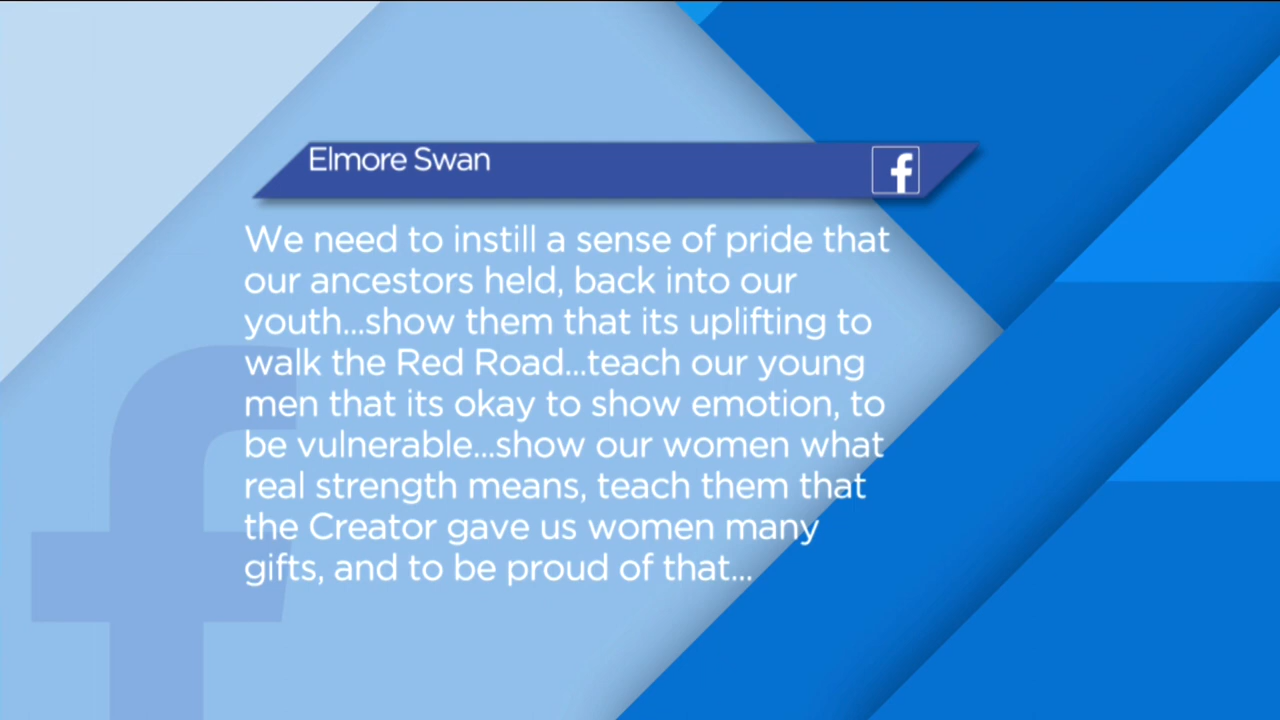 Elmore Swan
We need to instill a sense of pride that
our ancestors held, back into our
youth...show them that its uplifting to
walk the Red Road...teach our young
men that its okay to show emotion, to
be vulnerable...show our women what
real strength means, teach them that
the Creator gave us women many
gifts, and to be proud of that...